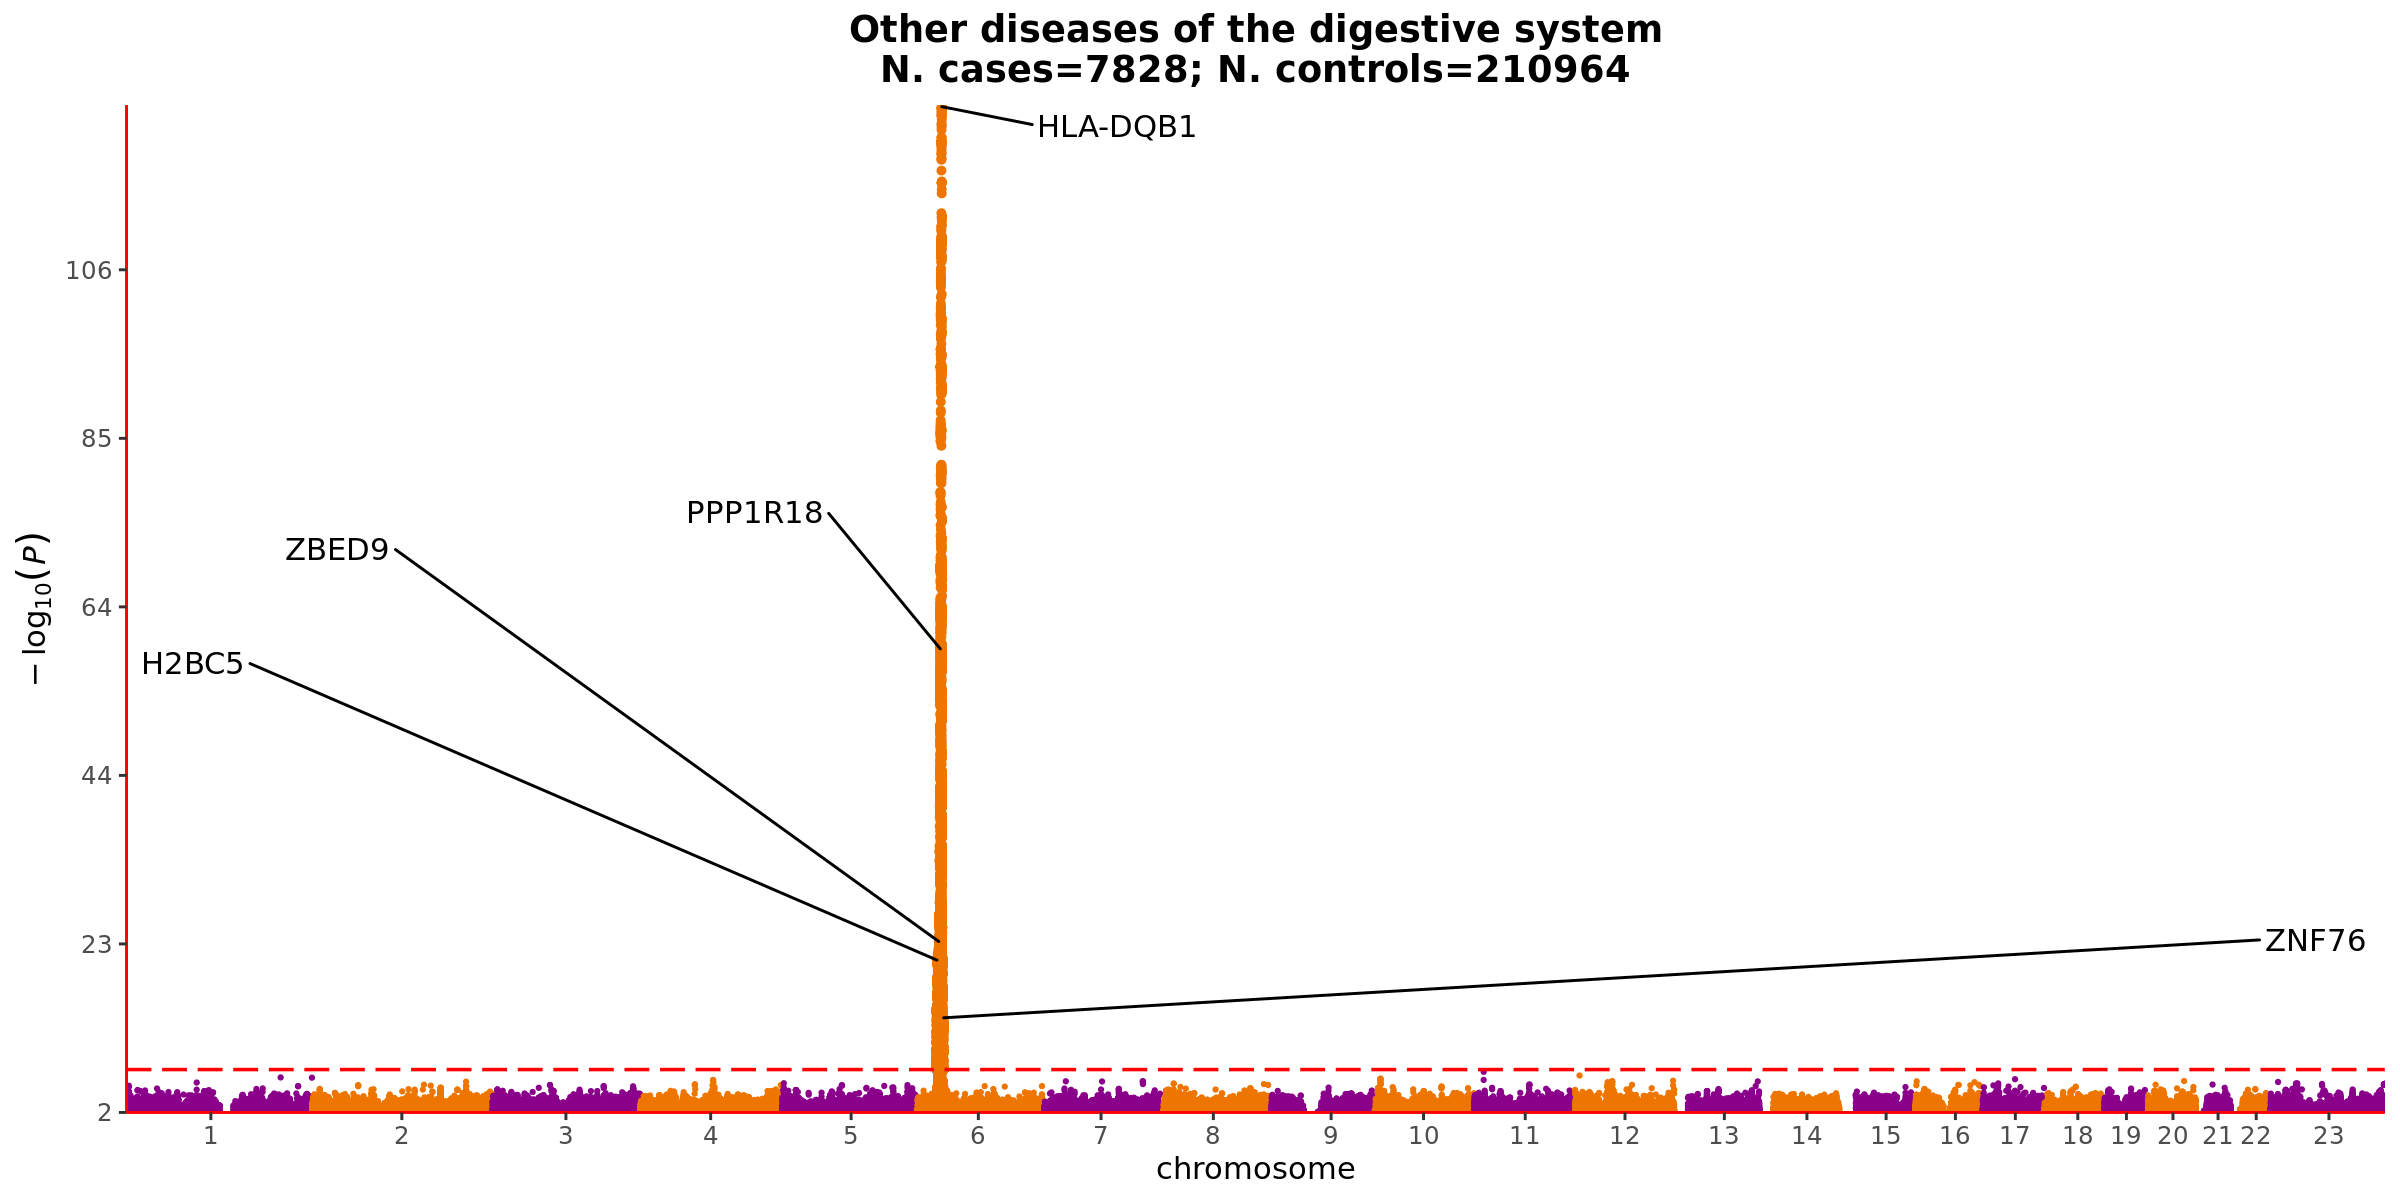 Other diseases of the digestive system
N. cases=7828; N. controls=210964
HLA-DQB1
PPP1R18
ZBED9
H2BC5
ZNF76
− log10(P)
106
85
64
44
23
2
1 2 3 4 5 6 7 8 9 10 11 12 13 14 15 16 17 18 19 20 21 22 23
chromosome